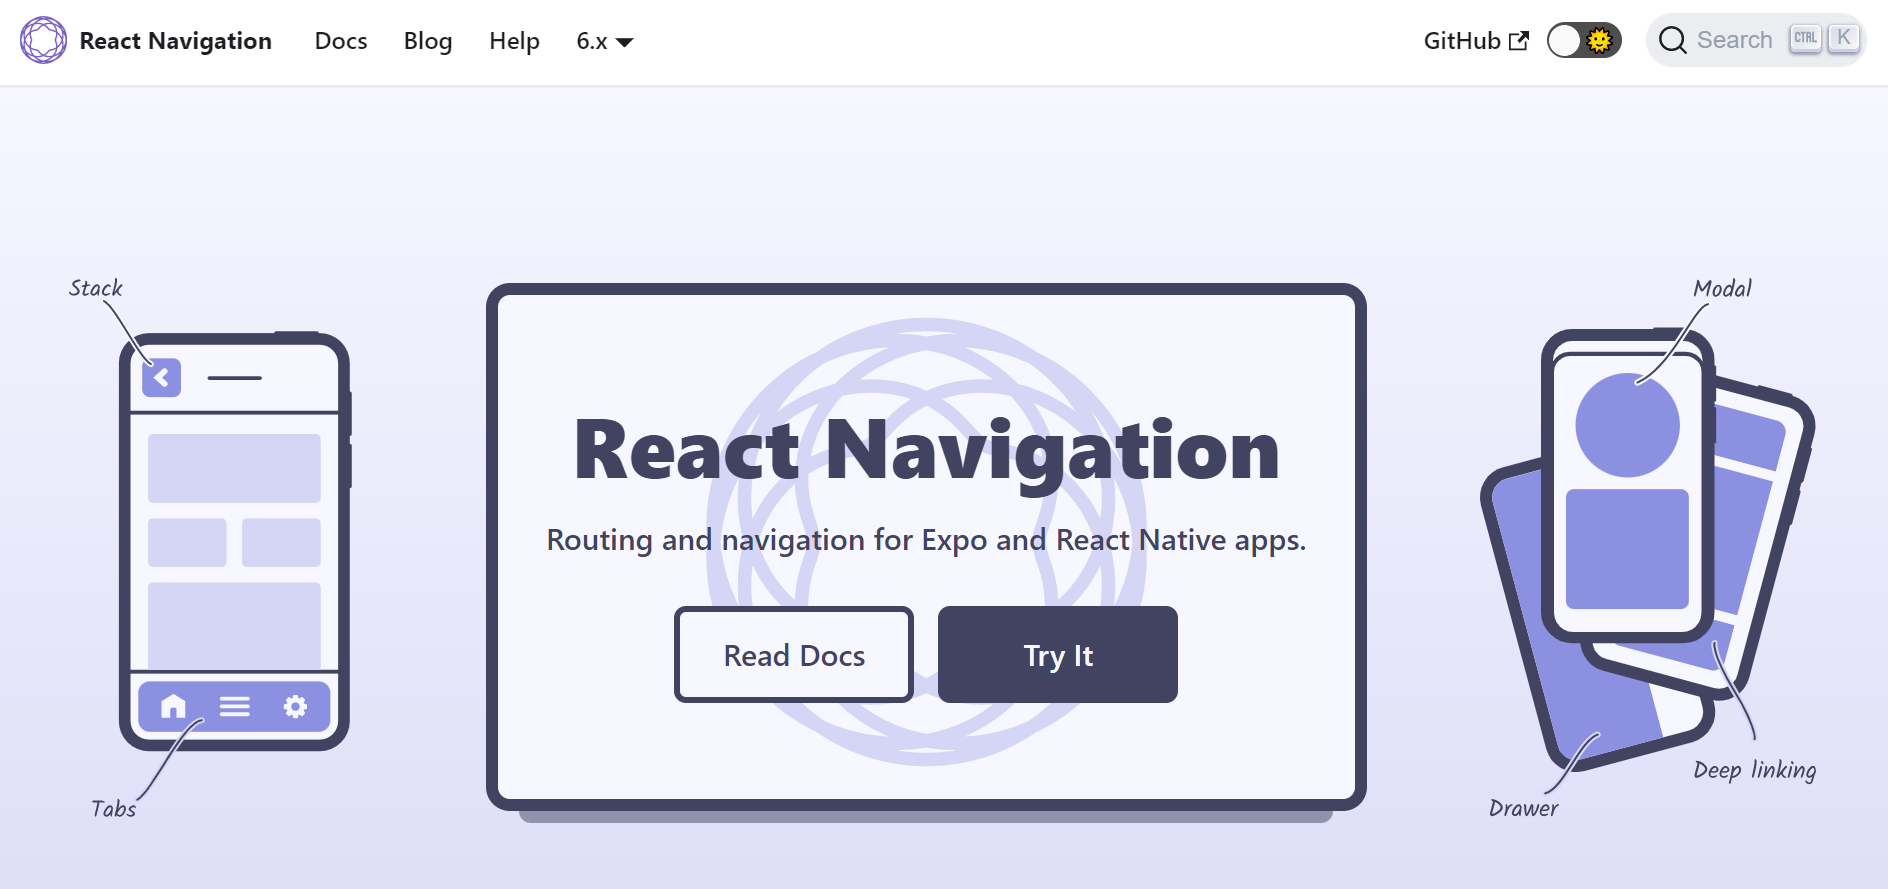 React Navigation Docs Blog Help 6.x GitHub Search CTRL K
Stack
Modal
React Navigation
Routing and navigation for Expo and React Native apps.
Read Docs Try It
Deep linking
Tabs
Drawer